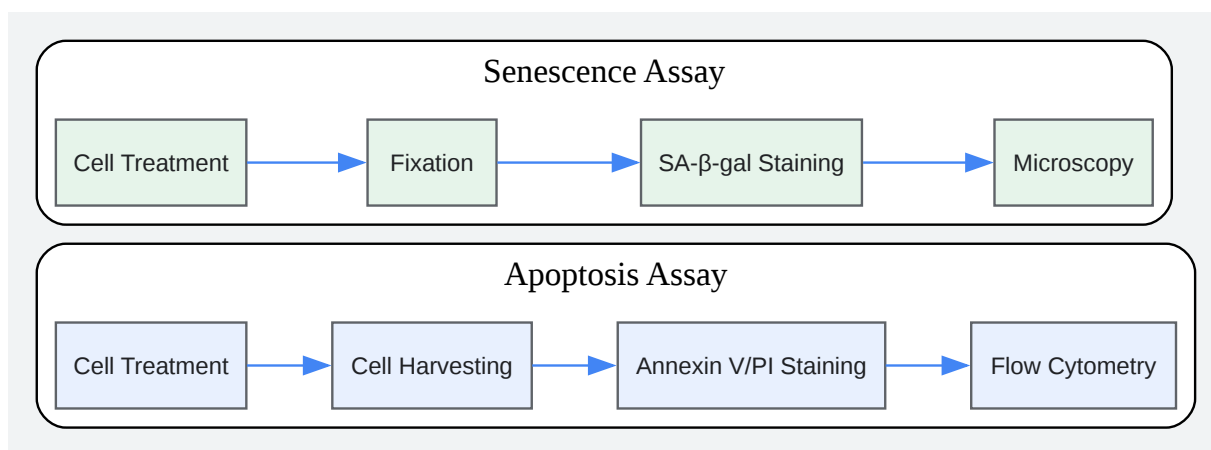 Senescence Assay
Cell Treatment
Fixation
SA-β-gal Staining
Microscopy
Apoptosis Assay
Cell Treatment
Cell Harvesting
Annexin V/PI Staining
Flow Cytometry